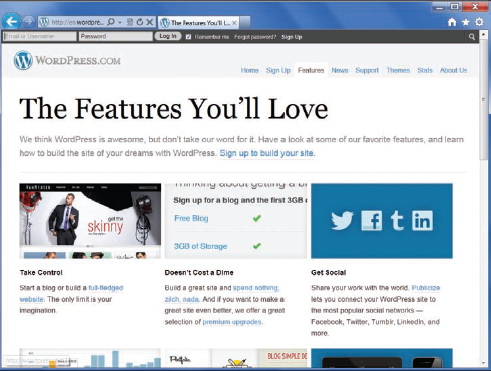 http://en.wordpre...
The Features You'll L...
Email or Username
Password
Log In
Remember me
Forgot password?
Sign Up
WORDPRESS.COM
Home Sign Up Features News Support Themes Stats About Us
The Features You'll Love
We think WordPress is awesome, but don't take our word for it. Have a look at some of our favorite features, and learn
how to build the site of your dreams with WordPress. Sign up to build your site.
get the
skinny
Thinking about getting a bl
Sign up for a blog and the first 3GB o
Free Blog
3GB of Storage
Take Control
Start a blog or build a full-fledged
website. The only limit is your
imagination.
Doesn't Cost a Dime
Build a great site and spend nothing,
zilch, nada. And if you want to make a
great site even better, we offer a great
selection of premium upgrades.
Get Social
Share your work with the world. Publicize
lets you connect your WordPress site to
the most popular social networks —
Facebook, Twitter, Tumblr, LinkedIn, and
more.
BLOG SIMPLE DE